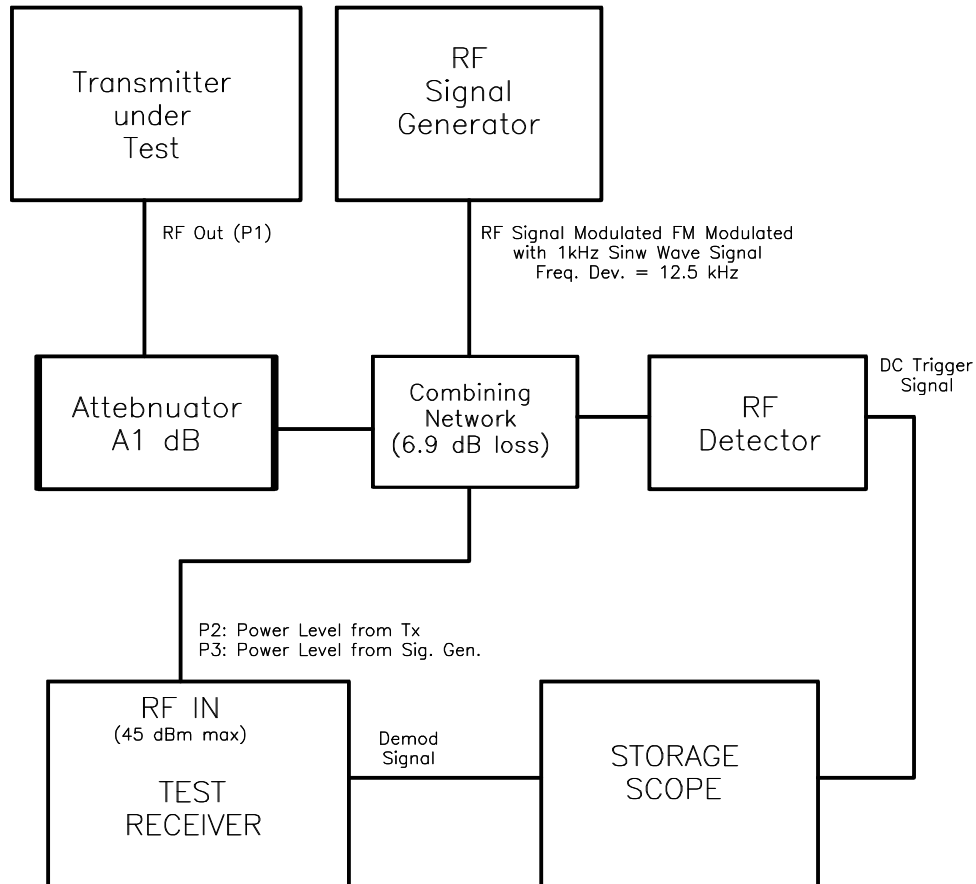 Transmitter
under
Test
RF
Signal
Generator
RF Out (P1)
RF Signal Modulated FM Modulated
with 1kHz Sinw Wave Signal
Freq. Dev. = 12.5 kHz
Attebnuator
A1 dB
Combining
Network
(6.9 dB loss)
RF
Detector
DC Trigger
Signal
P2: Power Level from Tx
P3: Power Level from Sig. Gen.
RF IN
(45 dBm max)
TEST
RECEIVER
Demod
Signal
STORAGE
SCOPE